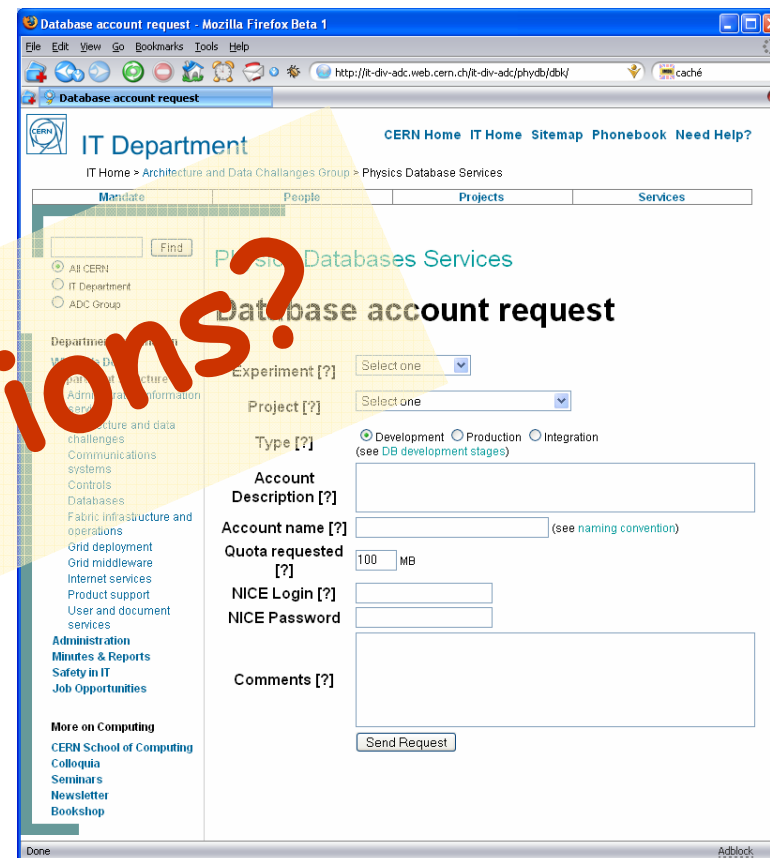 Database account request - Mozilla Firefox Beta 1
File Edit View Go Bookmarks Tools Help
http://it-div-adc.web.cern.ch/it-div-adc/phydb/dbk/
caché
Database account request
CERN
IT Department
CERN Home IT Home Sitemap Phonebook Need Help?
IT Home > Architecture and Data Challanges Group > Physics Database Services
Mandate People Projects Services
Find
All CERN
IT Department
ADC Group
Databases Services
Database account request
ions?
Experiment [?] Select one
Project [?] Select one
Type [?] Development Production Integration
(see DB development stages)
Account Description [?]
Account name [?] (see naming convention)
Quota requested [?] 100 MB
NICE Login [?]
NICE Password
Comments [?]
Send Request
information
and data
challenges
Communications
systems
Controls
Databases
Fabric infrastructure and
operations
Grid deployment
Grid middleware
Internet services
Product support
User and document
services
Administration
Minutes & Reports
Safety in IT
Job Opportunities
More on Computing
CERN School of Computing
Colloquia
Seminars
Newsletter
Bookshop
Done Adblock